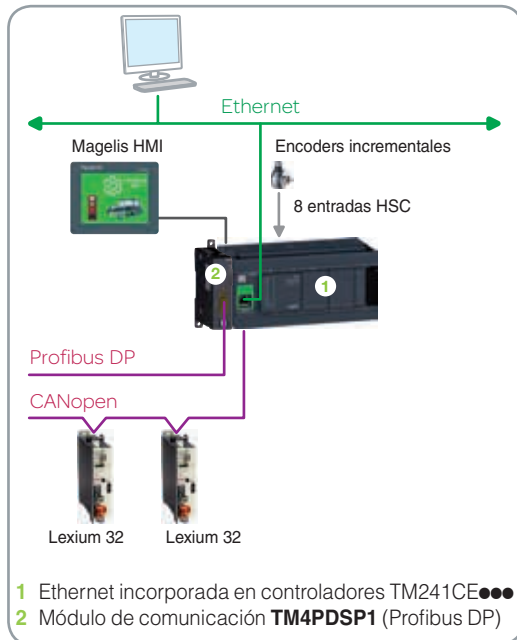 Ethernet
Magelis HMI
Encoders incrementales
8 entradas HSC
2
1
Profibus DP
CANopen
Lexium 32
Lexium 32
1 Ethernet incorporada en controladores TM241CE●●●
2 Módulo de comunicación TM4PDSP1 (Profibus DP)